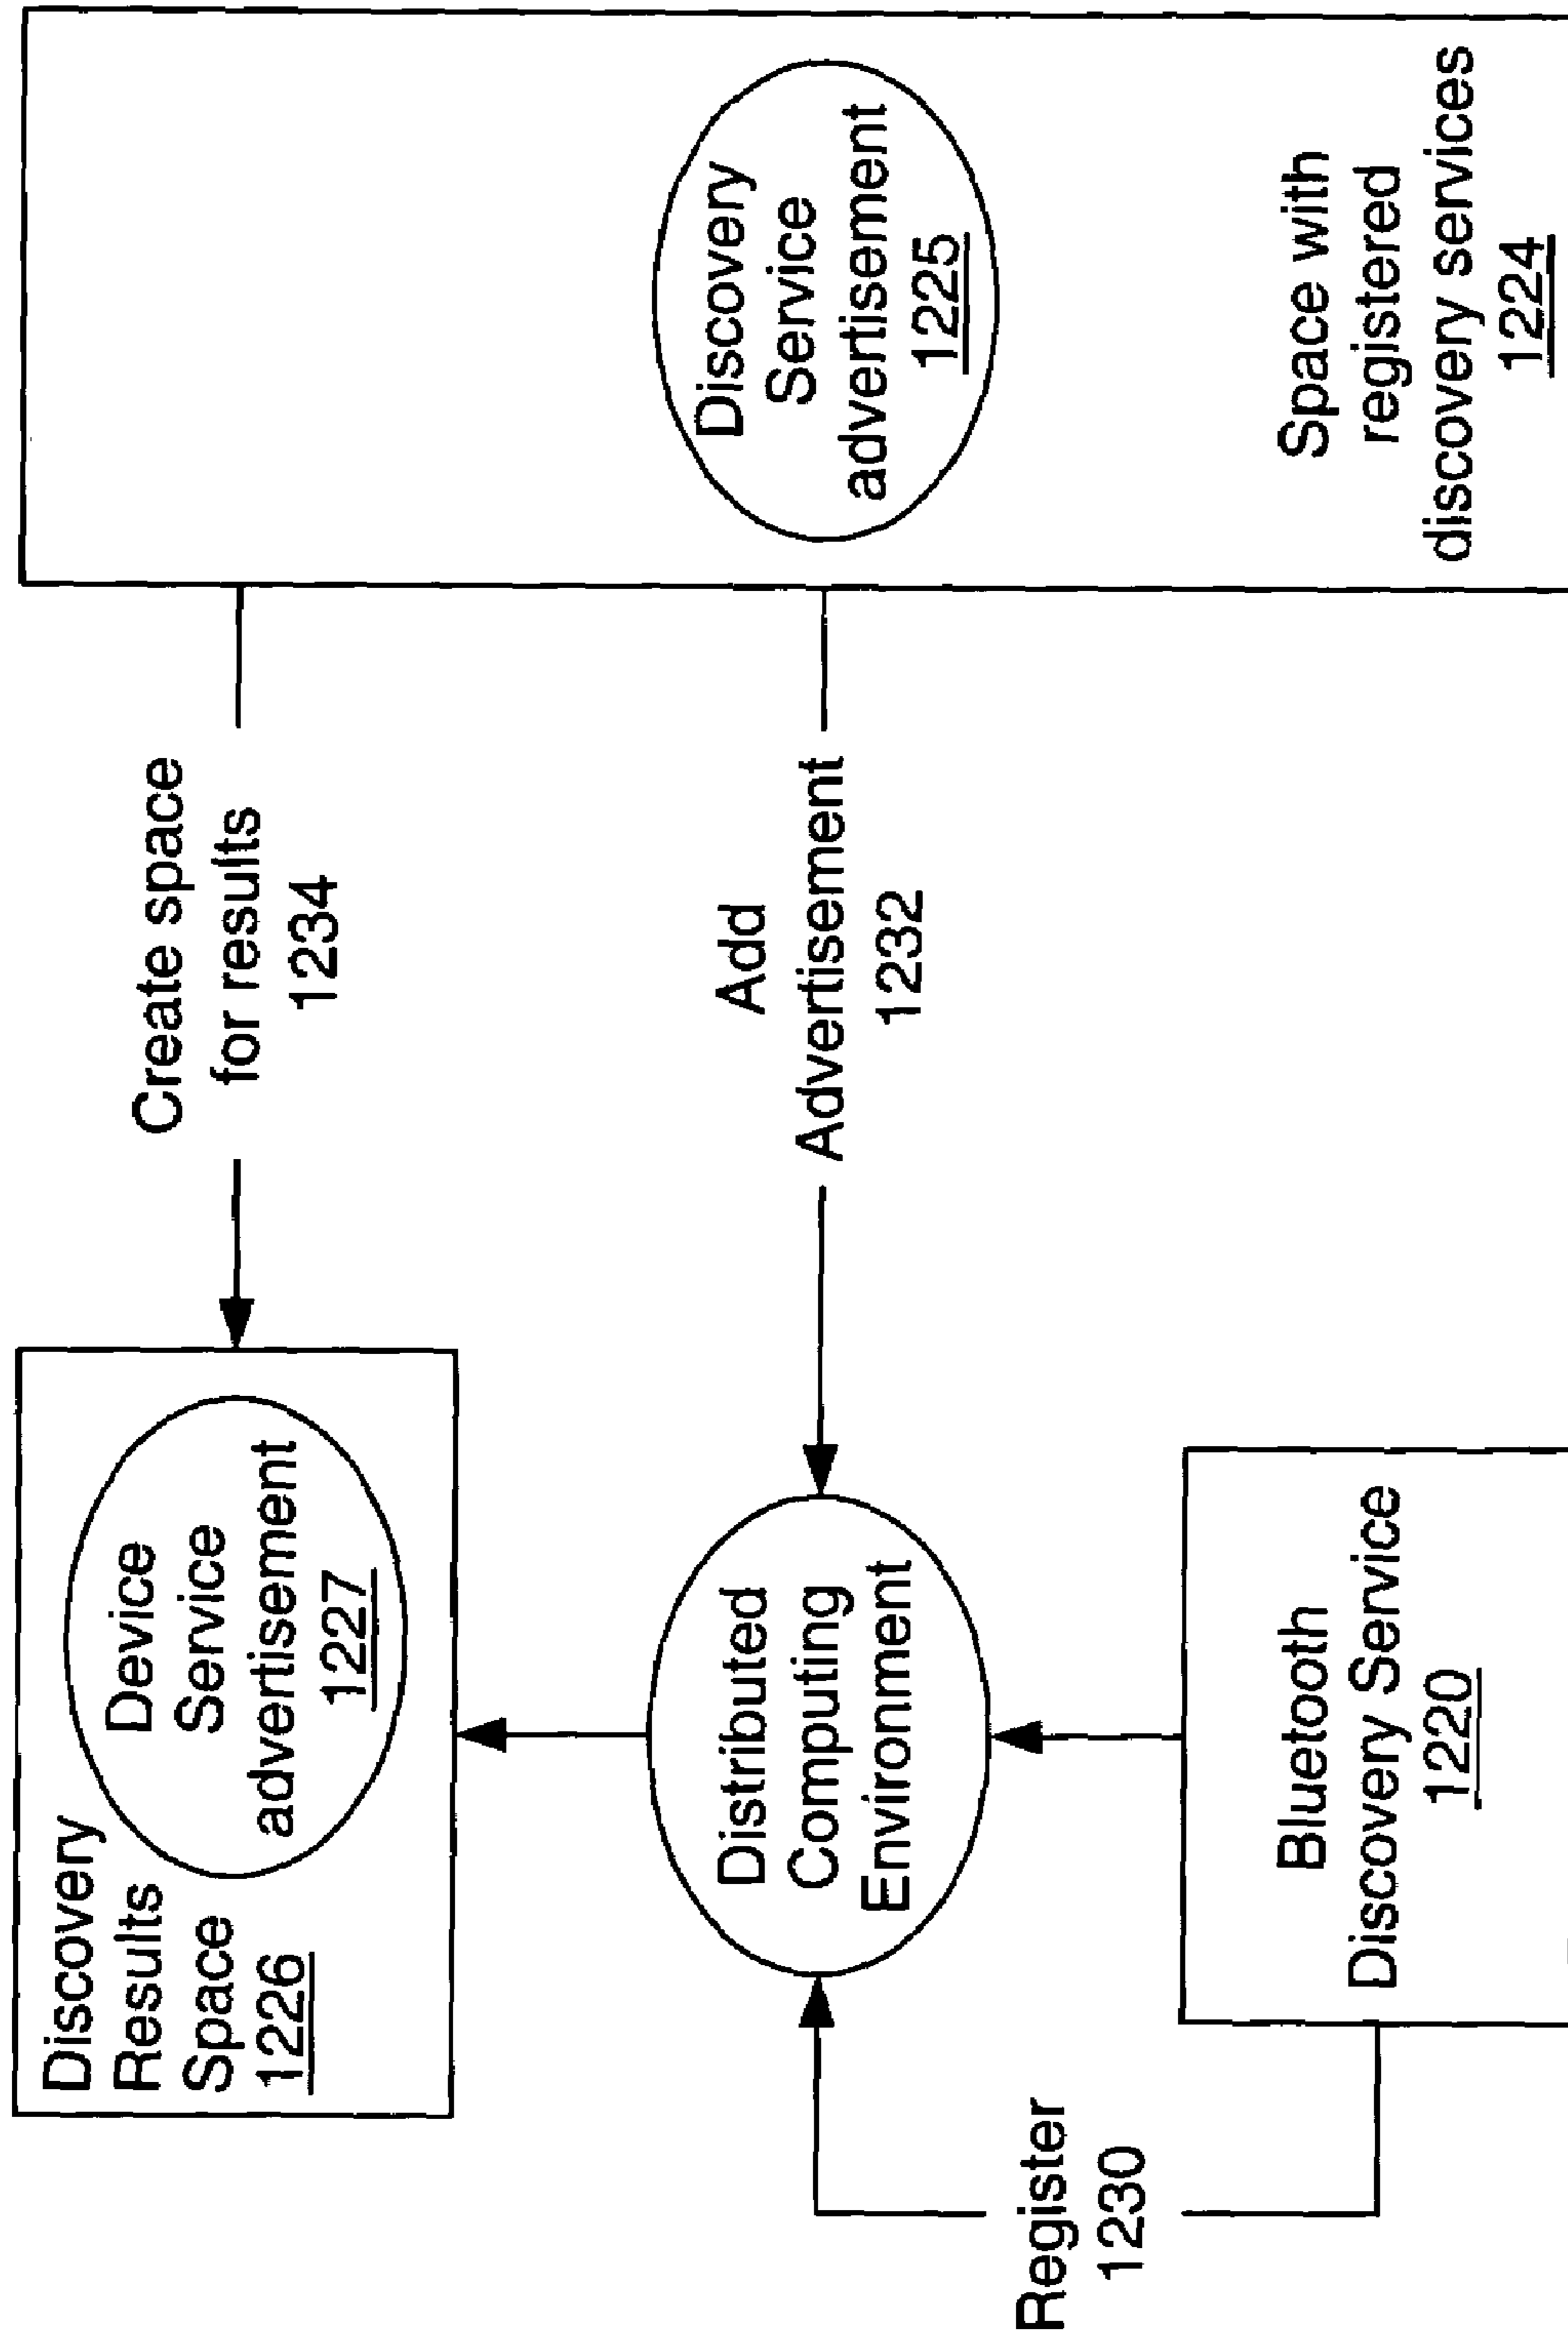 Discovery
Results
Space
1226
Device
Service
advertisement
1227
Create space
for results
1234
Distributed
Computing
Environment
Add
Advertisement
1232
Discovery
Service
advertisement
1225
Register
1230
Bluetooth
Discovery Service
1220
Space with
registered
discovery services
1224